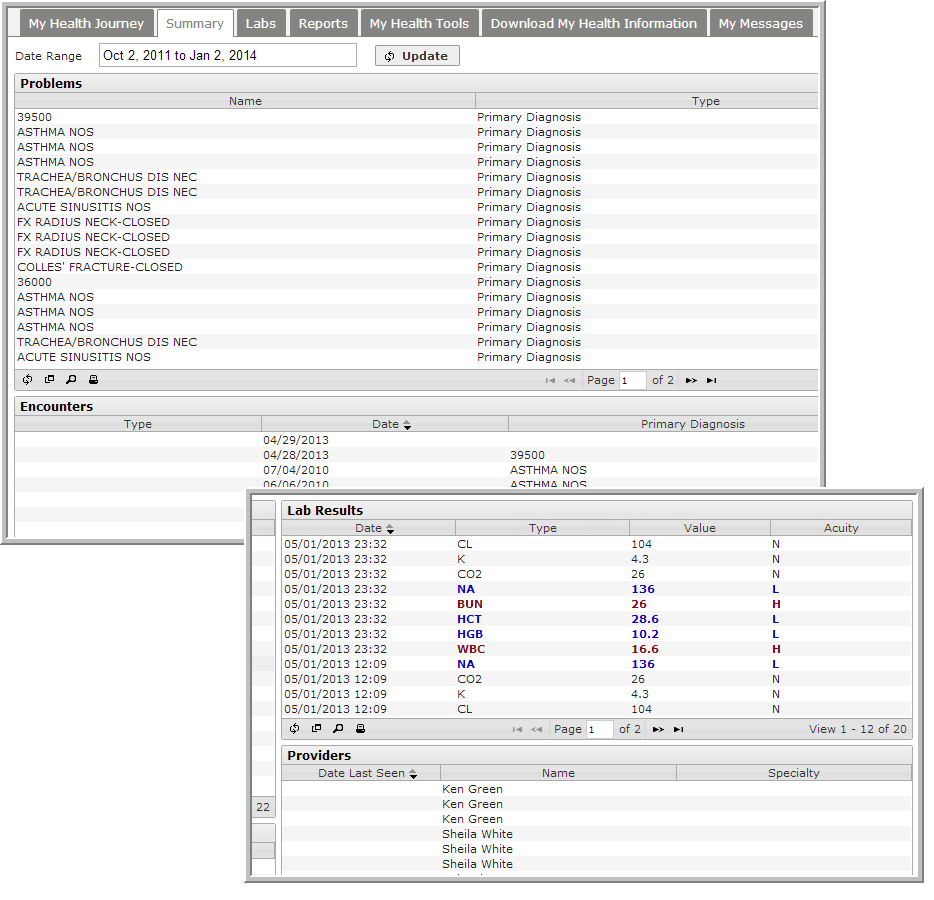 My Health Journey Summary Labs Reports My Health Tools Download My Health Information My Messages
Date Range Oct 2, 2011 to Jan 2, 2014 Update
Problems
Name Type
39500 Primary Diagnosis
ASTHMA NOS Primary Diagnosis
ASTHMA NOS Primary Diagnosis
ASTHMA NOS Primary Diagnosis
TRACHEA/BRONCHUS DIS NEC Primary Diagnosis
TRACHEA/BRONCHUS DIS NEC Primary Diagnosis
ACUTE SINUSITIS NOS Primary Diagnosis
FX RADIUS NECK-CLOSED Primary Diagnosis
FX RADIUS NECK-CLOSED Primary Diagnosis
FX RADIUS NECK-CLOSED Primary Diagnosis
COLLES' FRACTURE-CLOSED Primary Diagnosis
36000 Primary Diagnosis
ASTHMA NOS Primary Diagnosis
ASTHMA NOS Primary Diagnosis
ASTHMA NOS Primary Diagnosis
TRACHEA/BRONCHUS DIS NEC Primary Diagnosis
ACUTE SINUSITIS NOS Primary Diagnosis
Page 1 of 2
Encounters
Type Date Primary Diagnosis
04/29/2013
04/28/2013 39500
07/04/2010 ASTHMA NOS
06/06/2010 ASTHMA NOS
Lab Results
Date Type Value Acuity
05/01/2013 23:32 CL 104 N
05/01/2013 23:32 K 4.3 N
05/01/2013 23:32 CO2 26 N
05/01/2013 23:32 NA 136 L
05/01/2013 23:32 BUN 26 H
05/01/2013 23:32 HCT 28.6 L
05/01/2013 23:32 HGB 10.2 L
05/01/2013 23:32 WBC 16.6 H
05/01/2013 12:09 NA 136 L
05/01/2013 12:09 CO2 26 N
05/01/2013 12:09 K 4.3 N
05/01/2013 12:09 CL 104 N
Page 1 of 2 View 1 - 12 of 20
Providers
Date Last Seen Name Specialty
Ken Green
Ken Green
22 Ken Green
Sheila White
Sheila White
Sheila White